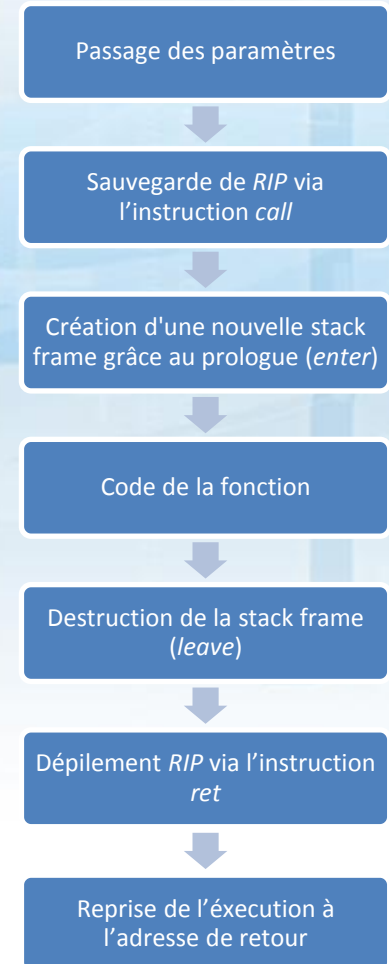 Passage des paramètres
Sauvegarde de RIP via
l’instruction call
Création d'une nouvelle stack
frame grâce au prologue (enter)
Code de la fonction
Destruction de la stack frame
(leave)
Dépilement RIP via l’instruction
ret
Reprise de l’éxecution à
l’adresse de retour